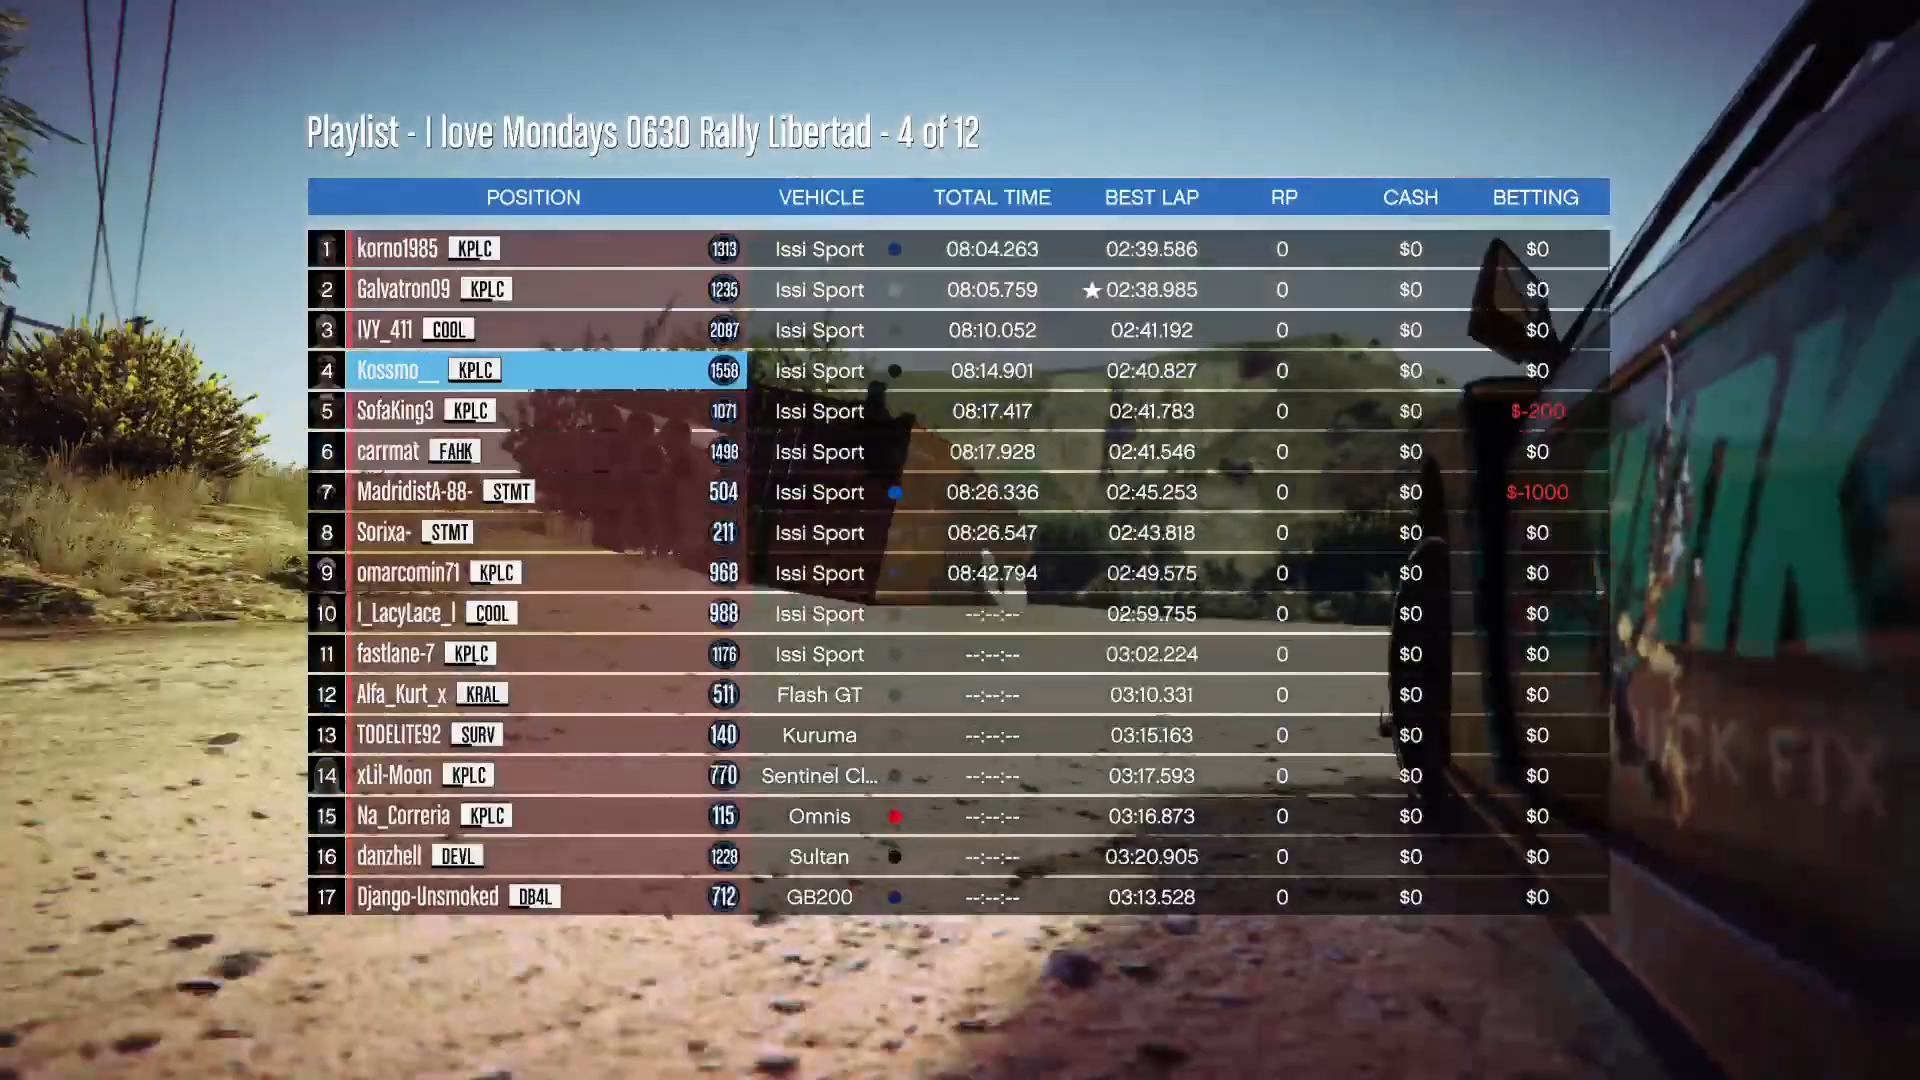 Playlist - I love Mondays 0630 Rally Libertad - 4 of 12
POSITION VEHICLE TOTAL TIME BEST LAP RP CASH BETTING
1 korno1985 KPLC 1313 Issi Sport 08:04.263 02:39.586 0 $0 $0
2 Galvatron09 KPLC 1235 Issi Sport 08:05.759 ★ 02:38.985 0 $0 $0
3 IVY_411 COOL 2087 Issi Sport 08:10.052 02:41.192 0 $0 $0
4 Kossmo__ KPLC 1558 Issi Sport 08:14.901 02:40.827 0 $0 $0
5 SofaKing3 KPLC 1071 Issi Sport 08:17.417 02:41.783 0 $0 $-200
6 carrmat FAHK 1498 Issi Sport 08:17.928 02:41.546 0 $0 $0
7 MadridistA-88- STMT 504 Issi Sport 08:26.336 02:45.253 0 $0 $-1000
8 Sorixa- STMT 211 Issi Sport 08:26.547 02:43.818 0 $0 $0
9 omarcomin71 KPLC 968 Issi Sport 08:42.794 02:49.575 0 $0 $0
10 I_LacyLace_I COOL 988 Issi Sport --:--:-- 02:59.755 0 $0 $0
11 fastlane-7 KPLC 1176 Issi Sport --:--:-- 03:02.224 0 $0 $0
12 Alfa_Kurt_x KRAL 511 Flash GT --:--:-- 03:10.331 0 $0 $0
13 TODELITE92 SURV 140 Kuruma --:--:-- 03:15.163 0 $0 $0
14 xLil-Moon KPLC 770 Sentinel Cl... --:--:-- 03:17.593 0 $0 $0
15 Na_Correria KPLC 115 Omnis --:--:-- 03:16.873 0 $0 $0
16 danzhell DEVL 1228 Sultan --:--:-- 03:20.905 0 $0 $0
17 Django-Unsmoked DB4L 712 GB200 --:--:-- 03:13.528 0 $0 $0
FIX